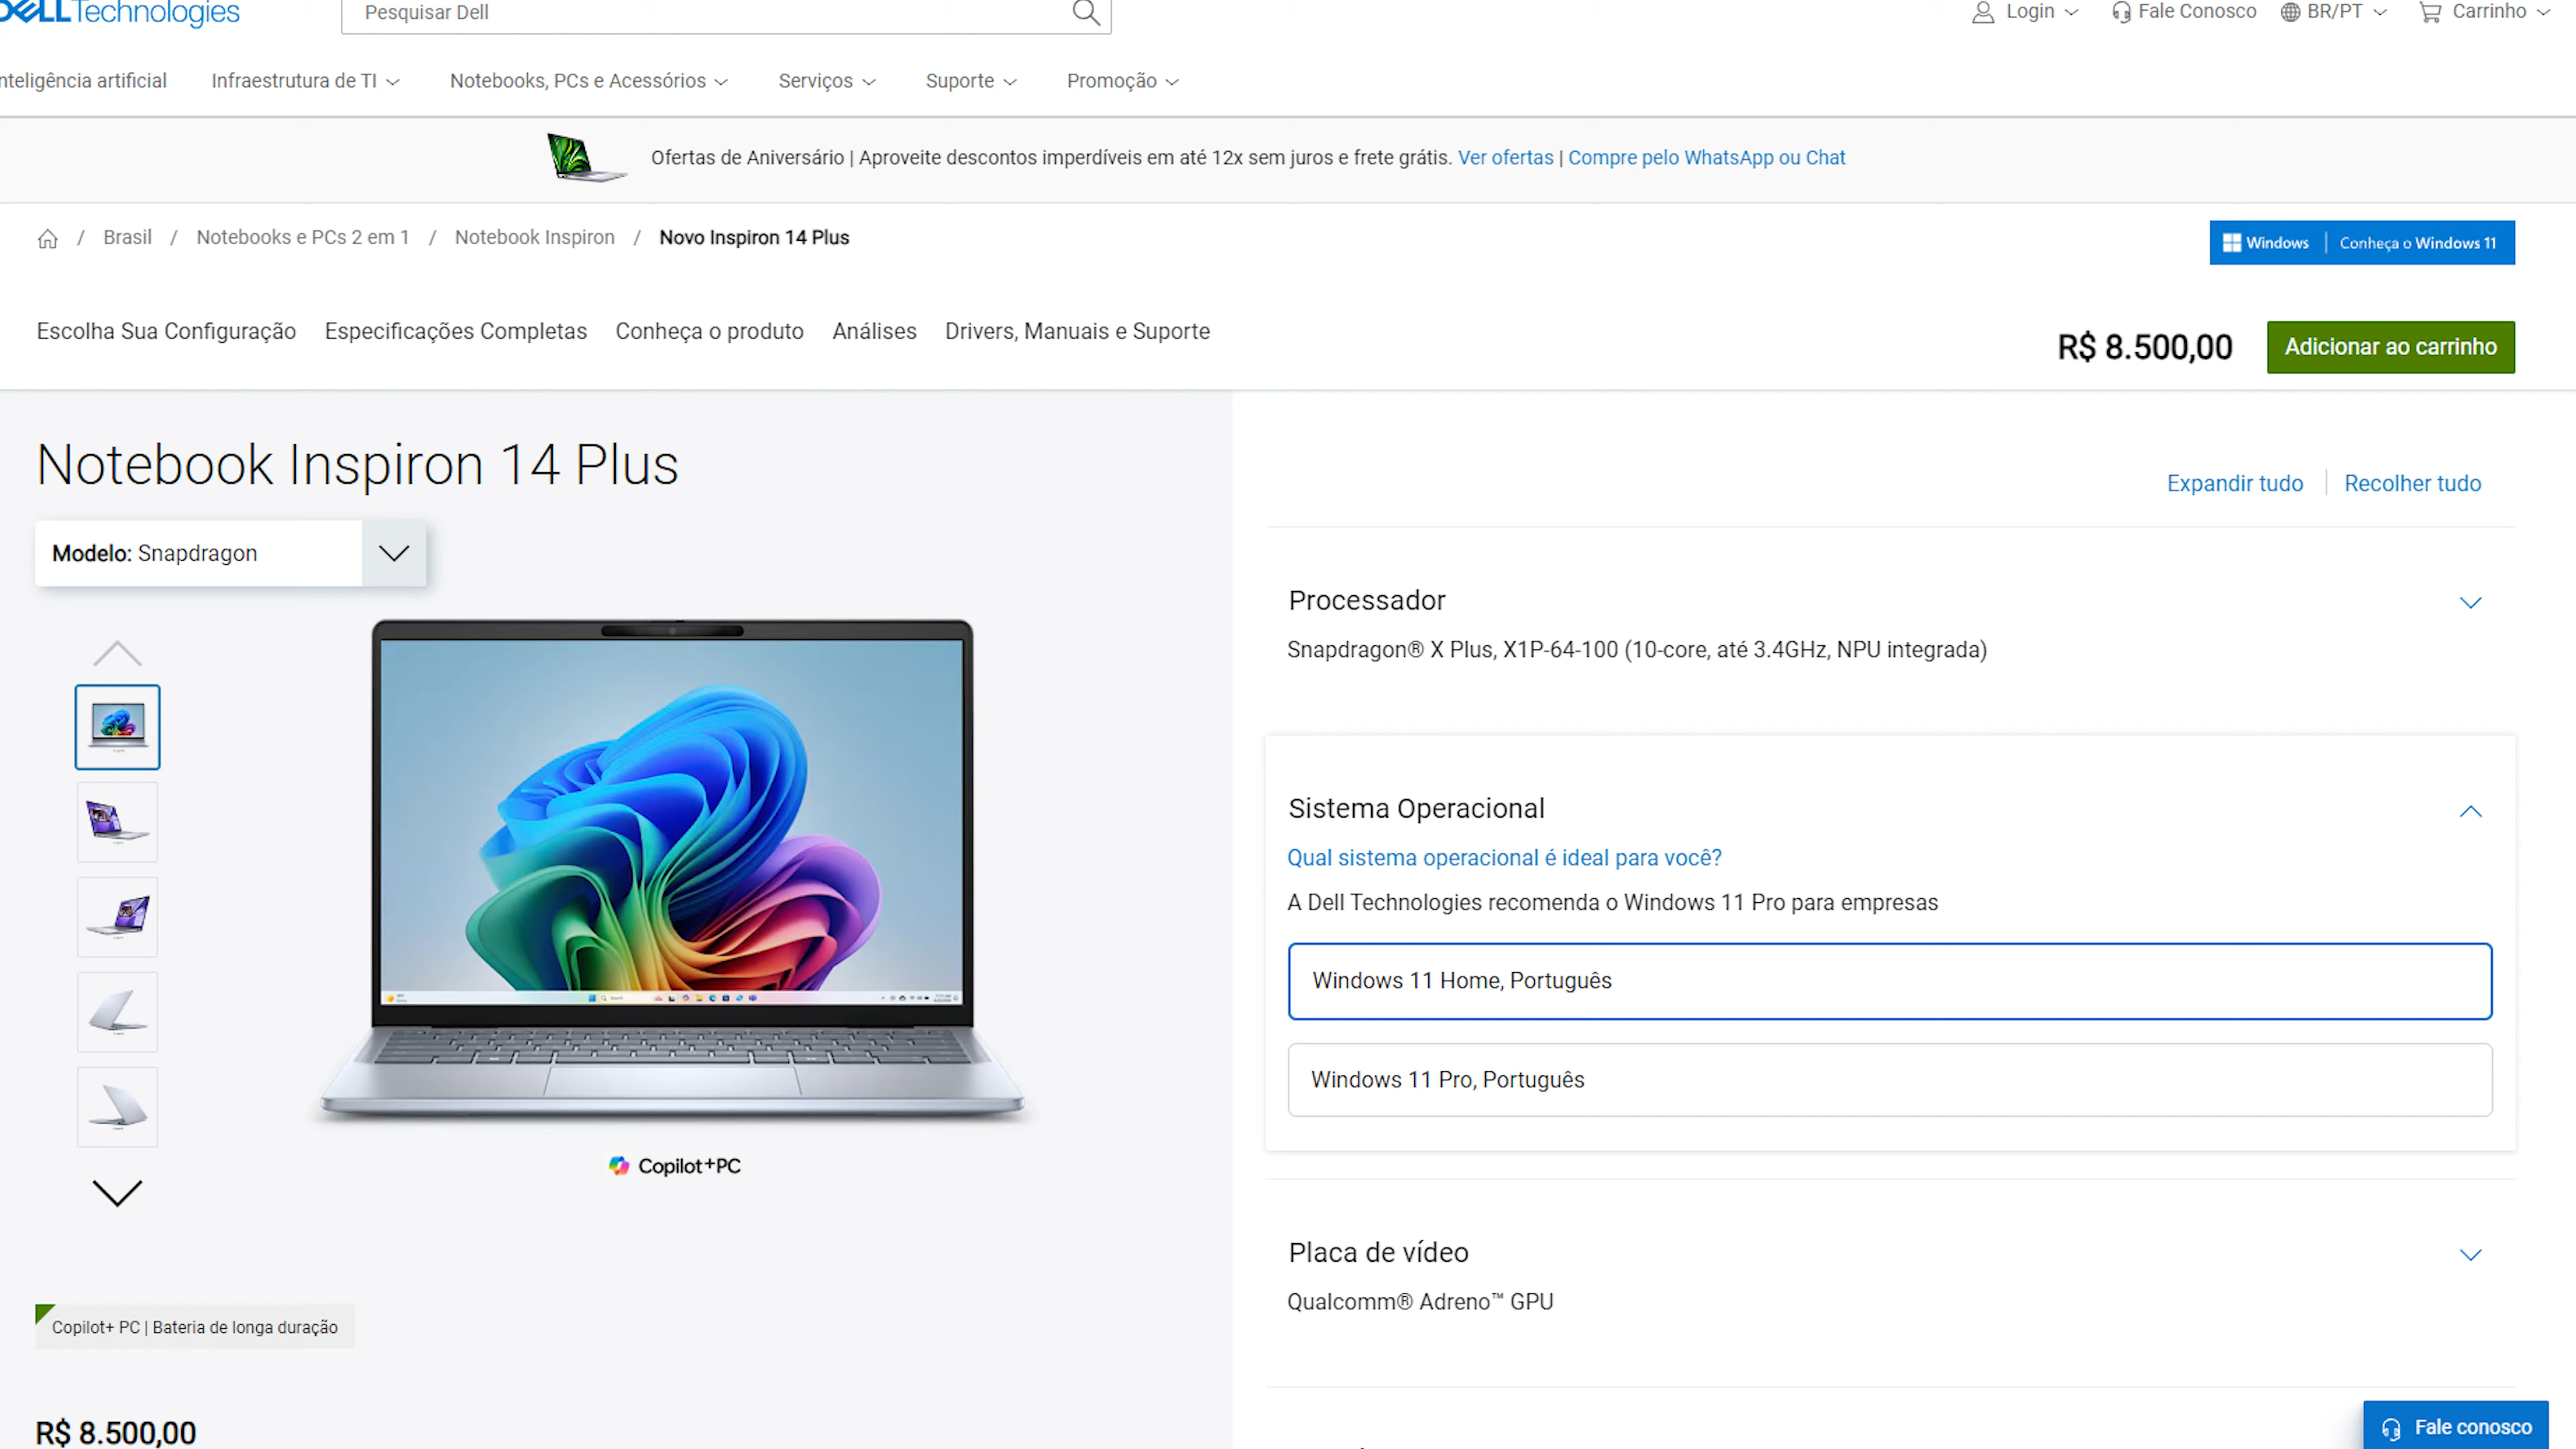 DELLTechnologies
Pesquisar Dell
Login
Fale Conosco
BR/PT
Carrinho
nteligência artificial
Infraestrutura de TI
Notebooks, PCs e Acessórios
Serviços
Suporte
Promoção
Ofertas de Aniversário | Aproveite descontos imperdíveis em até 12x sem juros e frete grátis. Ver ofertas | Compre pelo WhatsApp ou Chat
/ Brasil / Notebooks e PCs 2 em 1 / Notebook Inspiron / Novo Inspiron 14 Plus
Windows | Conheça o Windows 11
Escolha Sua Configuração
Especificações Completas
Conheça o produto
Análises
Drivers, Manuais e Suporte
R$ 8.500,00
Adicionar ao carrinho
Notebook Inspiron 14 Plus
Modelo: Snapdragon
Copilot+PC
Copilot+ PC | Bateria de longa duração
R$ 8.500,00
Expandir tudo
Recolher tudo
Processador
Snapdragon® X Plus, X1P-64-100 (10-core, até 3.4GHz, NPU integrada)
Sistema Operacional
Qual sistema operacional é ideal para você?
A Dell Technologies recomenda o Windows 11 Pro para empresas
Windows 11 Home, Português
Windows 11 Pro, Português
Placa de vídeo
Qualcomm® Adreno™ GPU
Fale conosco